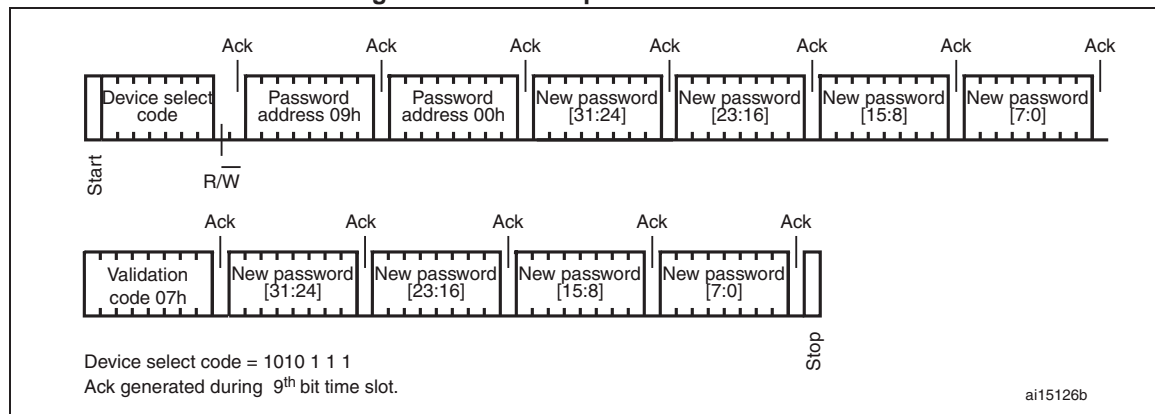 Ack Ack Ack Ack Ack Ack Ack
Device select Password Password New password New password New password New password
code address 09h address 00h [31:24] [23:16] [15:8] [7:0]
Start
R/W
Ack Ack Ack Ack Ack
Validation New password New password New password New password
code 07h [31:24] [23:16] [15:8] [7:0]
Stop
Device select code = 1010 1 1 1
Ack generated during 9th bit time slot.
ai15126b